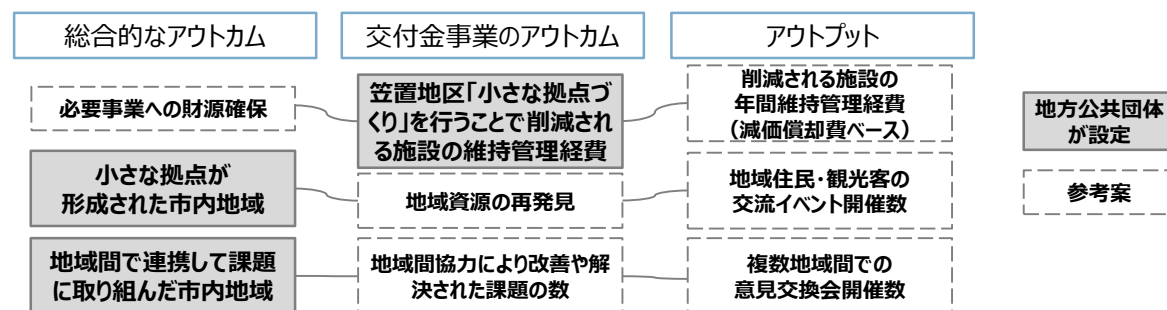 総合的なアウトカム
交付金事業のアウトカム
アウトプット
必要事業への財源確保
笠置地区「小さな拠点づ
くり」を行うことで削減され
る施設の維持管理経費
削減される施設の
年間維持管理経費
（減価償却費ベース）
小さな拠点が
形成された市内地域
地域資源の再発見
地域住民・観光客の
交流イベント開催数
地域間で連携して課題
に取り組んだ市内地域
地域間協力により改善や解
決された課題の数
複数地域間での
意見交換会開催数
地方公共団体
が設定
参考案